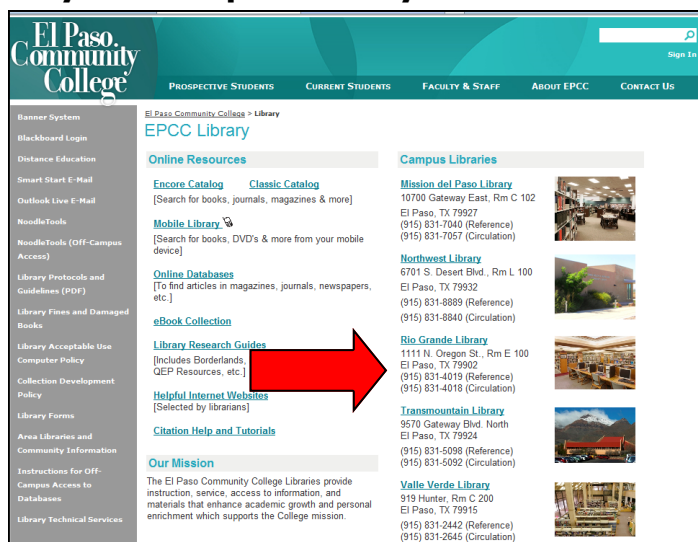 El Paso
Community
College
Sign In
PROSPECTIVE STUDENTS CURRENT STUDENTS FACULTY & STAFF ABOUT EPCC CONTACT US
Banner System
Blackboard Login
Distance Education
Smart Start E-Mail
Outlook Live E-Mail
NoodleTools
NoodleTools (Off-Campus
Access)
Library Protocols and
Guidelines (PDF)
Library Fines and Damaged
Books
Library Acceptable Use
Computer Policy
Collection Development
Policy
Library Forms
Area Libraries and
Community Information
Instructions for Off-
Campus Access to
Databases
Library Technical Services
El Paso Community College > Library
EPCC Library
Online Resources
Encore Catalog Classic Catalog
[Search for books, journals, magazines & more]
Mobile Library
[Search for books, DVD's & more from your mobile
device]
Online Databases
[To find articles in magazines, journals, newspapers,
etc.]
eBook Collection
Library Research Guides
[Includes Borderlands,
QEP Resources, etc.]
Helpful Internet Websites
[Selected by librarians]
Citation Help and Tutorials
Our Mission
The El Paso Community College Libraries provide
instruction, service, access to information, and
materials that enhance academic growth and personal
enrichment which supports the College mission.
Campus Libraries
Mission del Paso Library
10700 Gateway East, Rm C 102
El Paso, TX 79927
(915) 831-7040 (Reference)
(915) 831-7057 (Circulation)
Northwest Library
6701 S. Desert Blvd., Rm L 100
El Paso, TX 79932
(915) 831-8889 (Reference)
(915) 831-8840 (Circulation)
Rio Grande Library
1111 N. Oregon St., Rm E 100
El Paso, TX 79902
(915) 831-4019 (Reference)
(915) 831-4018 (Circulation)
Transmountain Library
9570 Gateway Blvd. North
El Paso, TX 79924
(915) 831-5098 (Reference)
(915) 831-5092 (Circulation)
Valle Verde Library
919 Hunter, Rm C 200
El Paso, TX 79915
(915) 831-2442 (Reference)
(915) 831-2645 (Circulation)